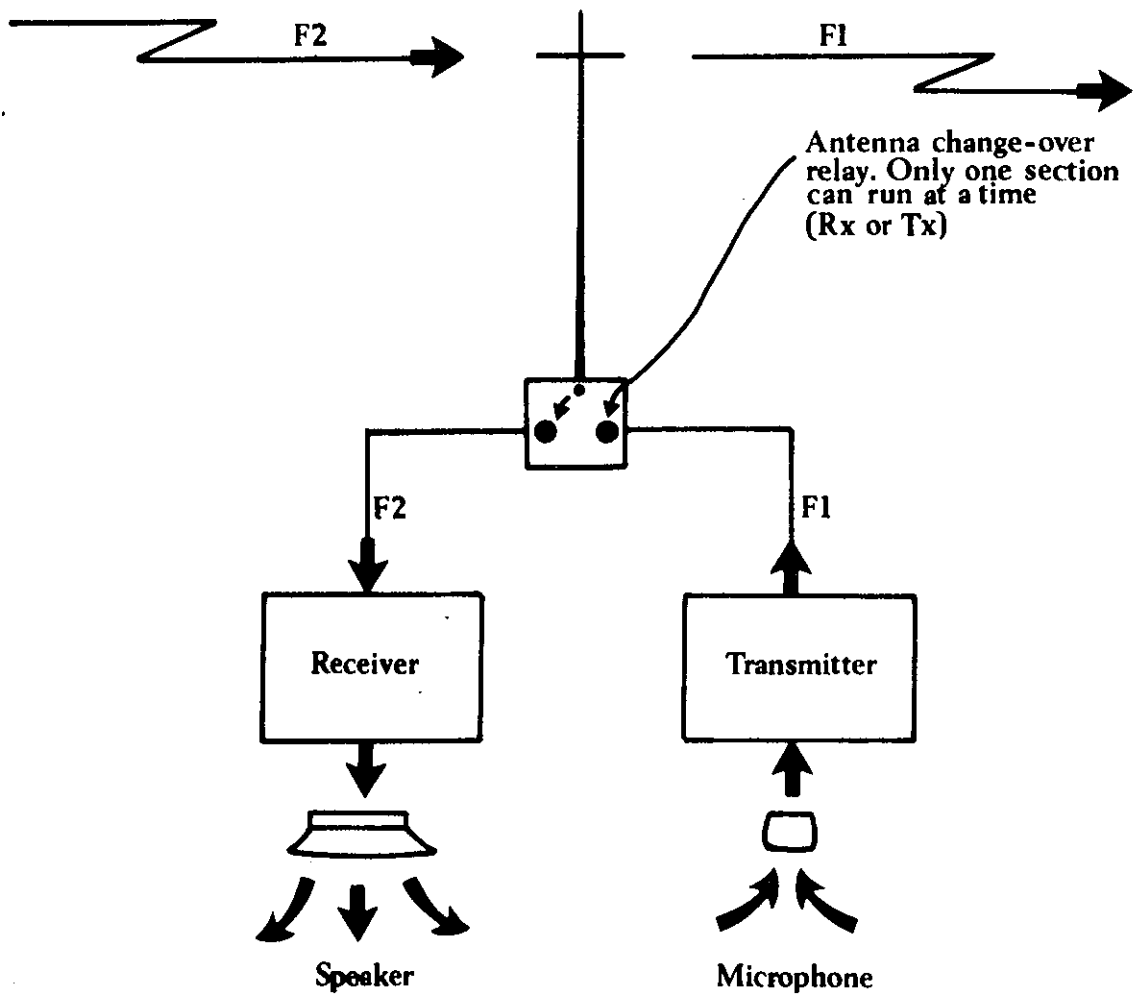 F2
F1
Antenna change-over
relay. Only one section
can run at a time
(Rx or Tx)
F2
F1
Receiver
Transmitter
Speaker
Microphone